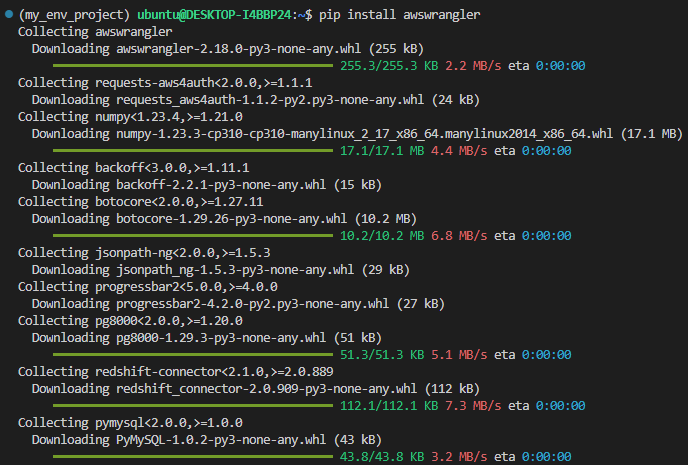 (my_env_project) ubuntu@DESKTOP-I4BBP24:~$ pip install awswrangler
Collecting awswrangler
Downloading awswrangler-2.18.0-py3-none-any.whl (255 kB)
255.3/255.3 KB 2.2 MB/s eta 0:00:00
Collecting requests-aws4auth<2.0.0,>=1.1.1
Downloading requests_aws4auth-1.1.2-py2.py3-none-any.whl (24 kB)
Collecting numpy<1.23.4,>=1.21.0
Downloading numpy-1.23.3-cp310-cp310-manylinux_2_17_x86_64.manylinux2014_x86_64.whl (17.1 MB)
17.1/17.1 MB 4.4 MB/s eta 0:00:00
Collecting backoff<3.0.0,>=1.11.1
Downloading backoff-2.2.1-py3-none-any.whl (15 kB)
Collecting botocore<2.0.0,>=1.27.11
Downloading botocore-1.29.26-py3-none-any.whl (10.2 MB)
10.2/10.2 MB 6.8 MB/s eta 0:00:00
Collecting jsonpath-ng<2.0.0,>=1.5.3
Downloading jsonpath_ng-1.5.3-py3-none-any.whl (29 kB)
Collecting progressbar2<5.0.0,>=4.0.0
Downloading progressbar2-4.2.0-py2.py3-none-any.whl (27 kB)
Collecting pg8000<2.0.0,>=1.20.0
Downloading pg8000-1.29.3-py3-none-any.whl (51 kB)
51.3/51.3 KB 5.1 MB/s eta 0:00:00
Collecting redshift-connector<2.1.0,>=2.0.889
Downloading redshift_connector-2.0.909-py3-none-any.whl (112 kB)
112.1/112.1 KB 7.3 MB/s eta 0:00:00
Collecting pymysql<2.0.0,>=1.0.0
Downloading PyMySQL-1.0.2-py3-none-any.whl (43 kB)
43.8/43.8 KB 3.2 MB/s eta 0:00:00